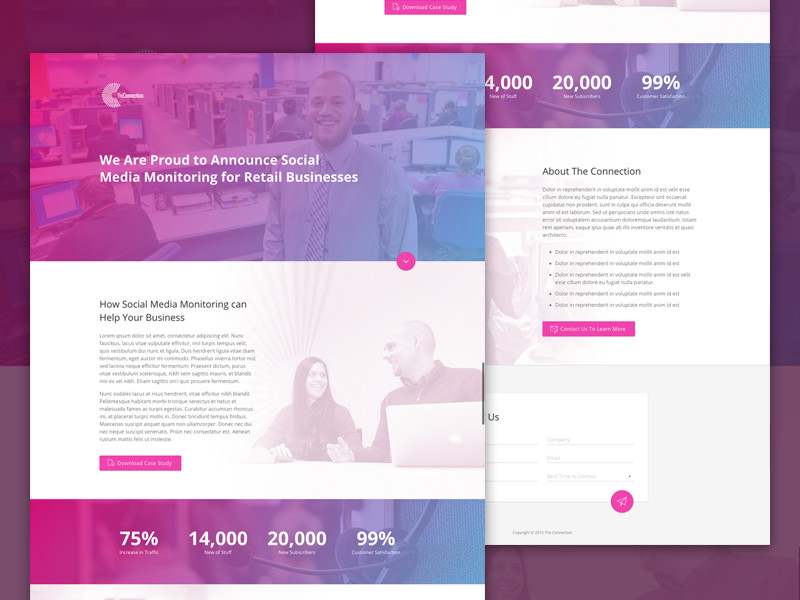 TheConnection.
We Are Proud to Announce Social
Media Monitoring for Retail Businesses
How Social Media Monitoring can
Help Your Business
Lorem ipsum dolor sit amet, consectetur adipiscing elit. Nunc
faucibus, lacus vitae vulputate efficitur, nisl turpis tempus velit,
quis vestibulum dui nunc et ligula. Duis hendrerit ligula vitae diam
fermentum, eget auctor mi commodo. Phasellus viverra tortor nisl,
sed lacinia neque efficitur fermentum. Praesent dictum, purus
vitae vestibulum scelerisque, nibh sem sagittis mauris, et blandit
nisi ex vel nibh. Etiam sagittis orci quis posuere fermentum.
Nunc sodales lacus at risus hendrerit, vitae efficitur nibh blandit.
Pellentesque habitant morbi tristique senectus et netus et
malesuada fames ac turpis egestas. Curabitur accumsan rhoncus
mi, at placerat turpis mollis in. Donec tincidunt tempus finibus.
Maecenas suscipit aliquet quam non ullamcorper. Donec nec dui
nec neque suscipit venenatis. Proin nec consectetur est. Aenean
rutrum mattis felis ut molestie.
Download Case Study
75%
Increase in Traffic
14,000
New of Stuff
20,000
New Subscribers
99%
Customer Satisfaction
Download Case Study
4,000
New of Stuff
20,000
New Subscribers
99%
Customer Satisfaction
About The Connection
Dolor in reprehenderit in voluptate mollit anim id est velit esse
cillum dolore eu fugiat nulla pariatur. Excepteur sint occaecat
cupidatat non proident, sunt in culpa qui officia deserunt mollit
anim id est laborum. Sed ut perspiciatis unde omnis iste natus
error sit voluptatem accusantium doloremque laudantium, totam
rem aperiam, eaque ipsa quae ab illo inventore veritatis et quasi
architecto.
• Dolor in reprehenderit in voluptate mollit anim id est
• Dolor in reprehenderit in voluptate mollit anim id est
• Dolor in reprehenderit in voluptate mollit anim id est velit
esse cillum dolore eu fugiat nulla pariatur.
• Dolor in reprehenderit in voluptate mollit anim id est
• Dolor in reprehenderit in voluptate mollit anim id est
Contact Us To Learn More
Us
Company
Email
Best Time to Contact
Copyright © 2015 The Connection